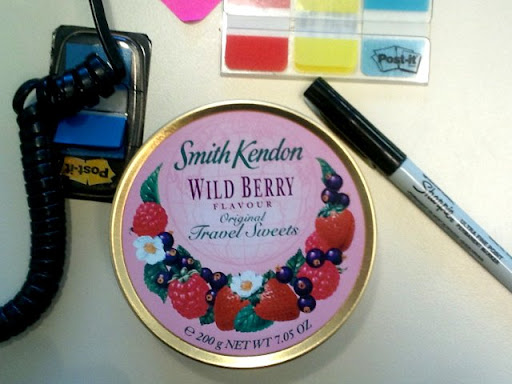 Post-it
Smith Kendon
WILD BERRY
FLAVOUR
Original
Travel Sweets
e 200 g NET WT 7.05 OZ
Post-it
Sharpie